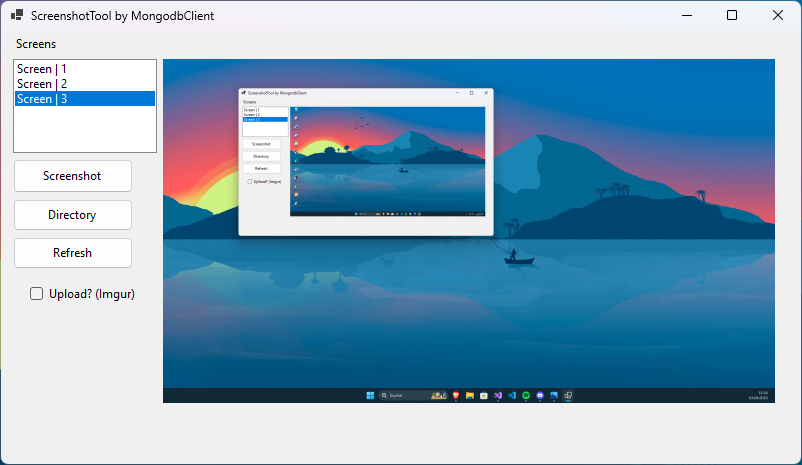 ScreenshotTool by MongodbClient
Screens
Screen | 1
Screen | 2
Screen | 3
Screenshot
Directory
Refresh
Upload? (Imgur)
ScreenshotTool by MongodbClient
Screens
Screen | 1
Screen | 2
Screen | 3
Screenshot
Directory
Refresh
Upload? (Imgur)
Suche